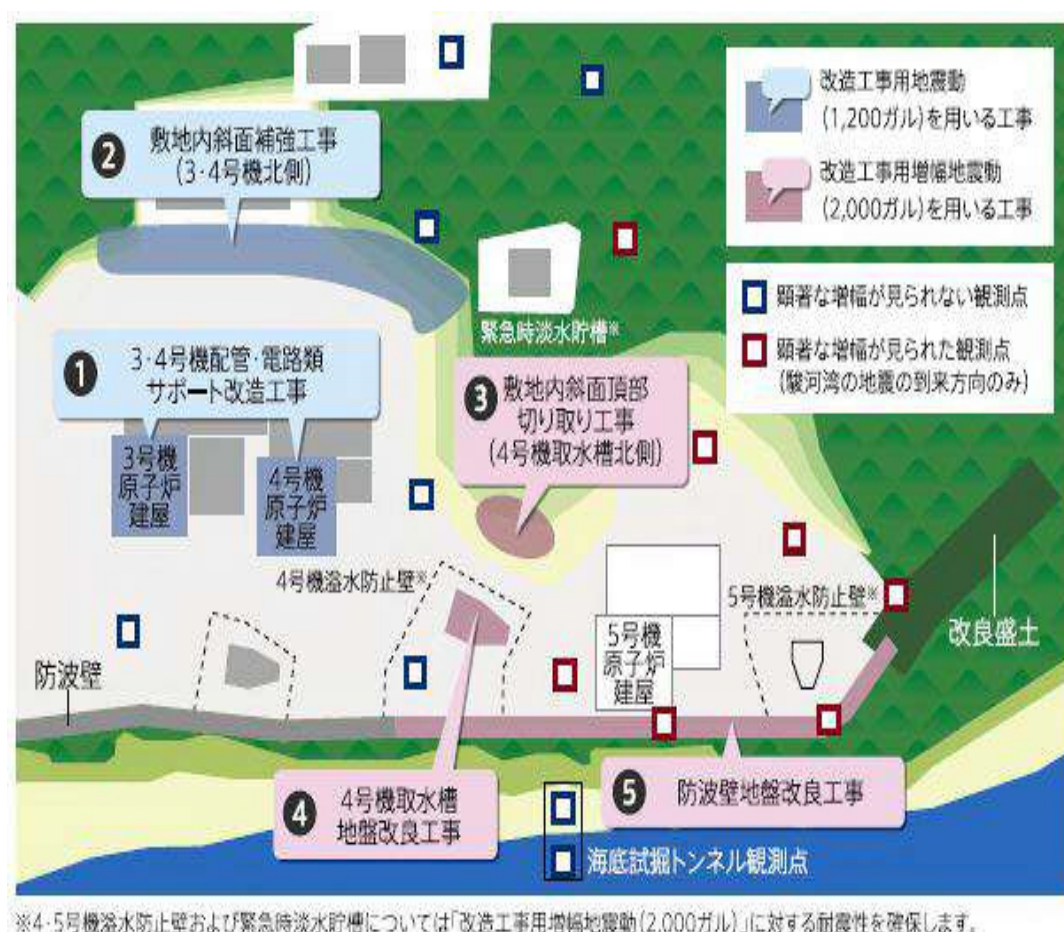 改造工事用地震動
(1,200ガル)を用いる工事
改造工事用増幅地震動
(2,000ガル)を用いる工事
顕著な増幅が見られない観測点
顕著な増幅が見られた観測点
(駿河湾の地震の到来方向のみ)
2
敷地内斜面補強工事
(3・4号機北側)
緊急時淡水貯槽※
1
3・4号機配管・電路類
サポート改造工事
3
敷地内斜面頂部
切り取り工事
(4号機取水槽北側)
3号機
原子炉
建屋
4号機
原子炉
建屋
4号機溢水防止壁※
5号機溢水防止壁※
5号機
原子炉
建屋
改良盛土
防波壁
4
4号機取水槽
地盤改良工事
5
防波壁地盤改良工事
海底試掘トンネル観測点
※4・5号機溢水防止壁および緊急時淡水貯槽については「改造工事用増幅地震動(2,000ガル)」に対する耐震性を確保します。